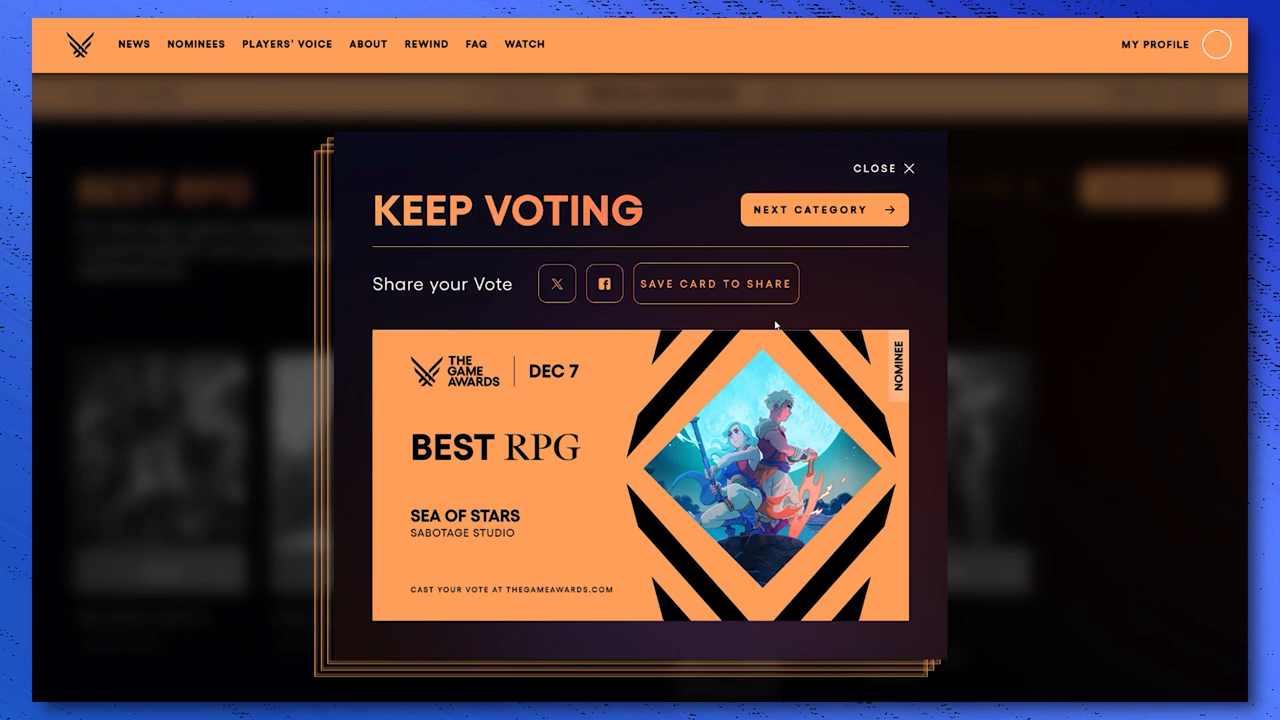 NEWS NOMINEES PLAYERS' VOICE ABOUT REWIND FAQ WATCH MY PROFILE
CLOSE
KEEP VOTING
NEXT CATEGORY
Share your Vote
SAVE CARD TO SHARE
THE
GAME
AWARDS
DEC 7
NOMINEE
BEST RPG
SEA OF STARS
SABOTAGE STUDIO
CAST YOUR VOTE AT THEGAMEAWARDS.COM
BEST RPG